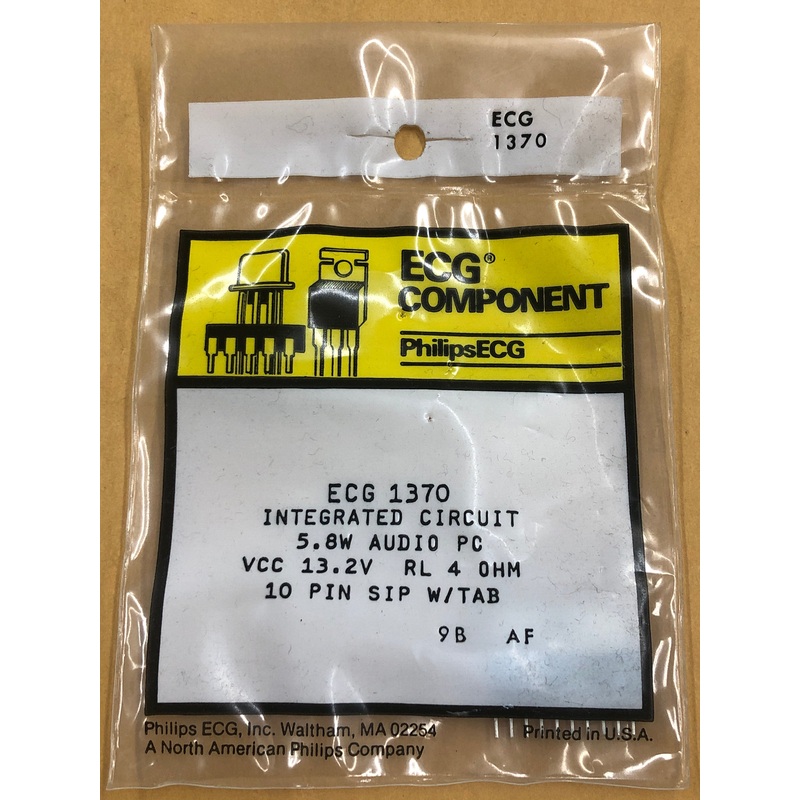 ECG
1370
ECG®
COMPONENT
PhilipsECG
ECG 1370
INTEGRATED CIRCUIT
5.8W AUDIO PC
VCC 13.2V RL 4 OHM
10 PIN SIP W/TAB
9B AF
Philips ECG, Inc. Waltham, MA 02254
A North American Philips Company
Printed in U.S.A.